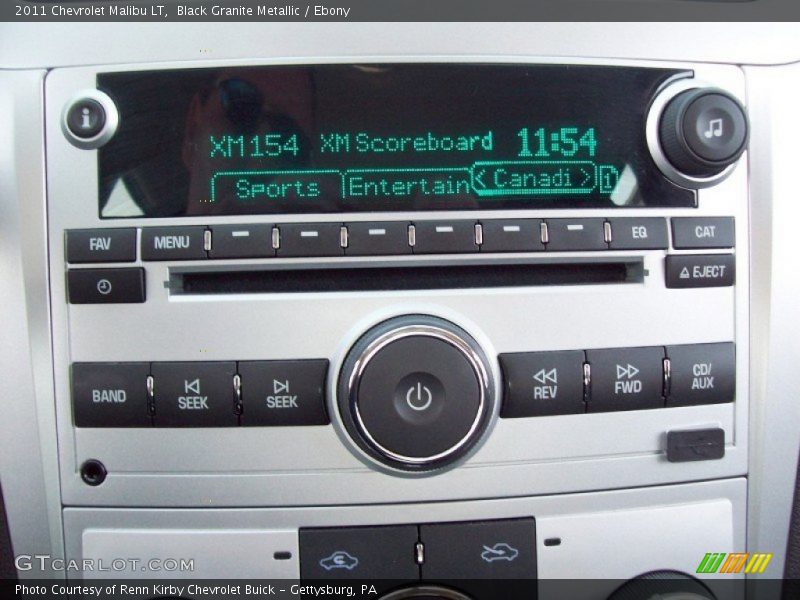 2011 Chevrolet Malibu LT,  Black Granite Metallic / Ebony
i
XM154 XM Scoreboard 11:54
Sports Entertain < Canadi > D
FAV MENU EQ CAT
EJECT
BAND SEEK SEEK REV FWD CD/
AUX
GTCARLOT.COM
Photo Courtesy of Renn Kirby Chevrolet Buick – Gettysburg, PA